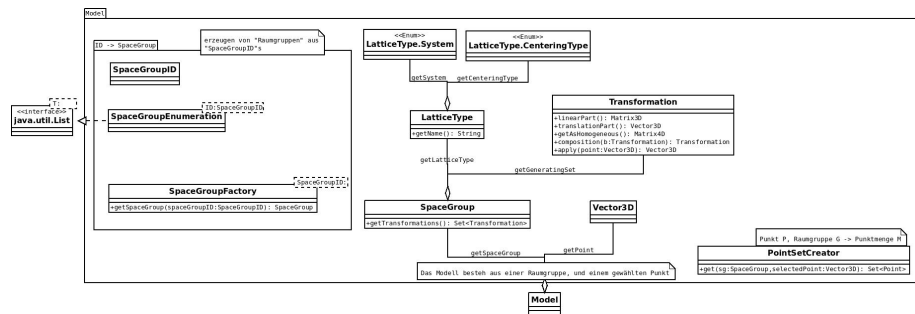 Model
ID -> SpaceGroup
erzeugen von "Raumgruppen" aus
"SpaceGroupID"s
SpaceGroupID
T:
<<interface>>
java.util.List
ID:SpaceGroupID
SpaceGroupEnumeration
SpaceGroupID:
SpaceGroupFactory
+getSpaceGroup(spaceGroupID:SpaceGroupID): SpaceGroup
<<Enum>>
LatticeType.System
<<Enum>>
LatticeType.CenteringType
getSystem
getCenteringType
LatticeType
+getName(): String
Transformation
+linearPart(): Matrix3D
+translationPart(): Vector3D
+getAsHomogeneous(): Matrix4D
+composition(b:Transformation): Transformation
+apply(point:Vector3D): Vector3D
getLatticeType
getGeneratingSet
SpaceGroup
+getTransformations(): Set<Transformation>
Vector3D
getSpaceGroup
getPoint
Punkt P, Raumgruppe G -> Punktmenge M
PointSetCreator
+get(sg:SpaceGroup,selectedPoint:Vector3D): Set<Point>
Das Modell besteh aus einer Raumgruppe, und einem gewählten Punkt
Model